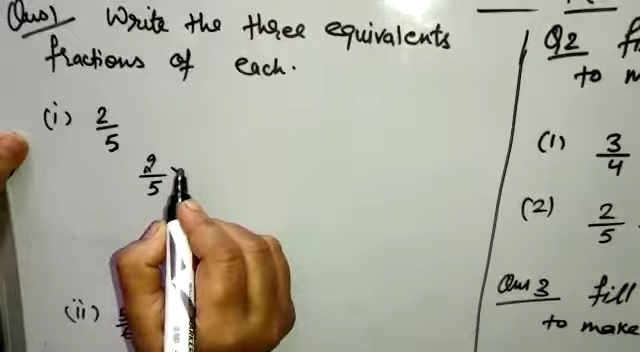 Ques1 Write the three equivalents
fractions of each.
(i) 2/5
2/5 ×
(ii)
Q2
to
(1) 3/4
(2) 2/5
Ques 3 fill
to make